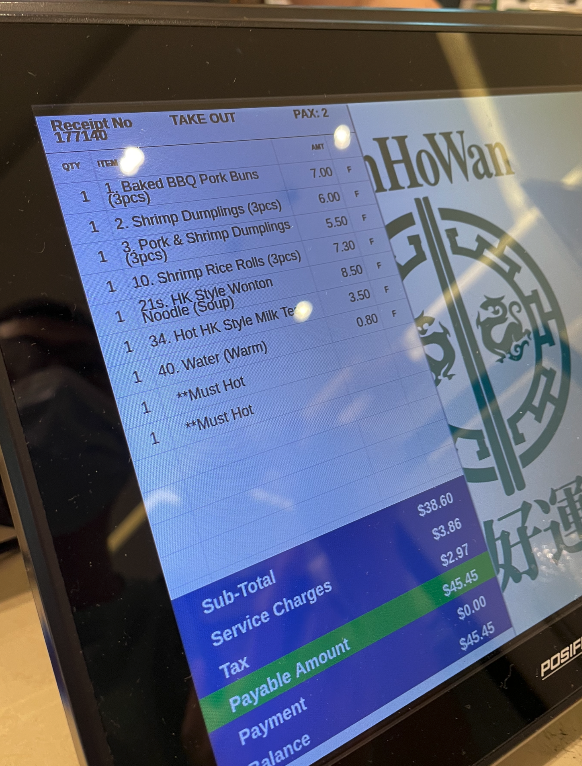 Receipt No TAKE OUT PAX: 2
177140
QTY ITEM AMT
1 1. Baked BBQ Pork Buns 7.00 F
(3pcs)
1 2. Shrimp Dumplings (3pcs) 6.00 F
1 3. Pork & Shrimp Dumplings 5.50 F
(3pcs)
1 10. Shrimp Rice Rolls (3pcs) 7.30 F
1 21s. HK Style Wonton 8.50 F
Noodle (Soup)
1 34. Hot HK Style Milk Tea 3.50 F
1 40. Water (Warm) 0.80 F
1 **Must Hot
1 **Must Hot
Sub-Total $38.60
Service Charges $3.86
Tax $2.97
Payable Amount $45.45
Payment $0.00
Balance $45.45
HoWan
好運
POSIF